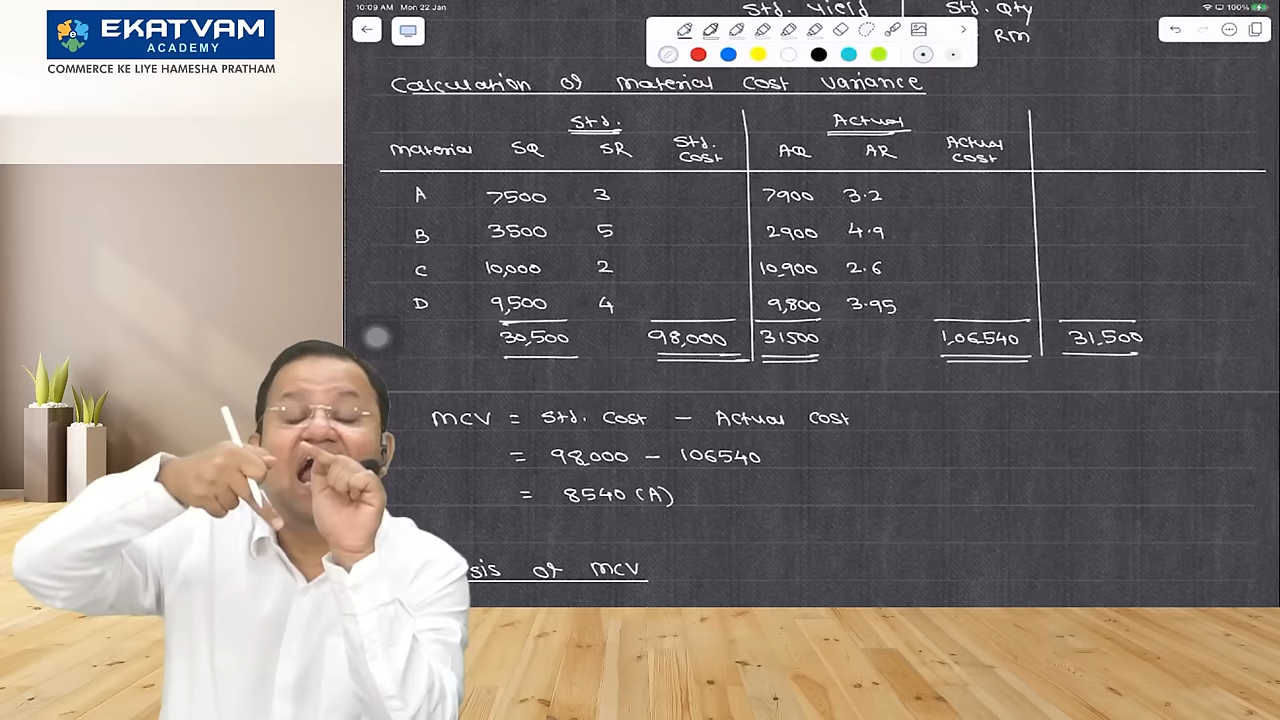 EKATVAM
ACADEMY
COMMERCE KE LIYE HAMESHA PRATHAM
10:09 AM Mon 22 Jan
100%
Std. Yield Std. Qty
RM
Calculation of Material Cost Variance
Std. Actual
Material SQ SR Std. Cost AQ AR Actual Cost
A 7500 3 7900 3.2
B 3500 5 2900 4.9
C 10,000 2 10,900 2.6
D 9,500 4 9,800 3.95
30,500 98,000 31500 1,06,540 31,500
MCV = Std. Cost - Actual Cost
= 98,000 - 106540
= 8540 (A)
sis of MCV